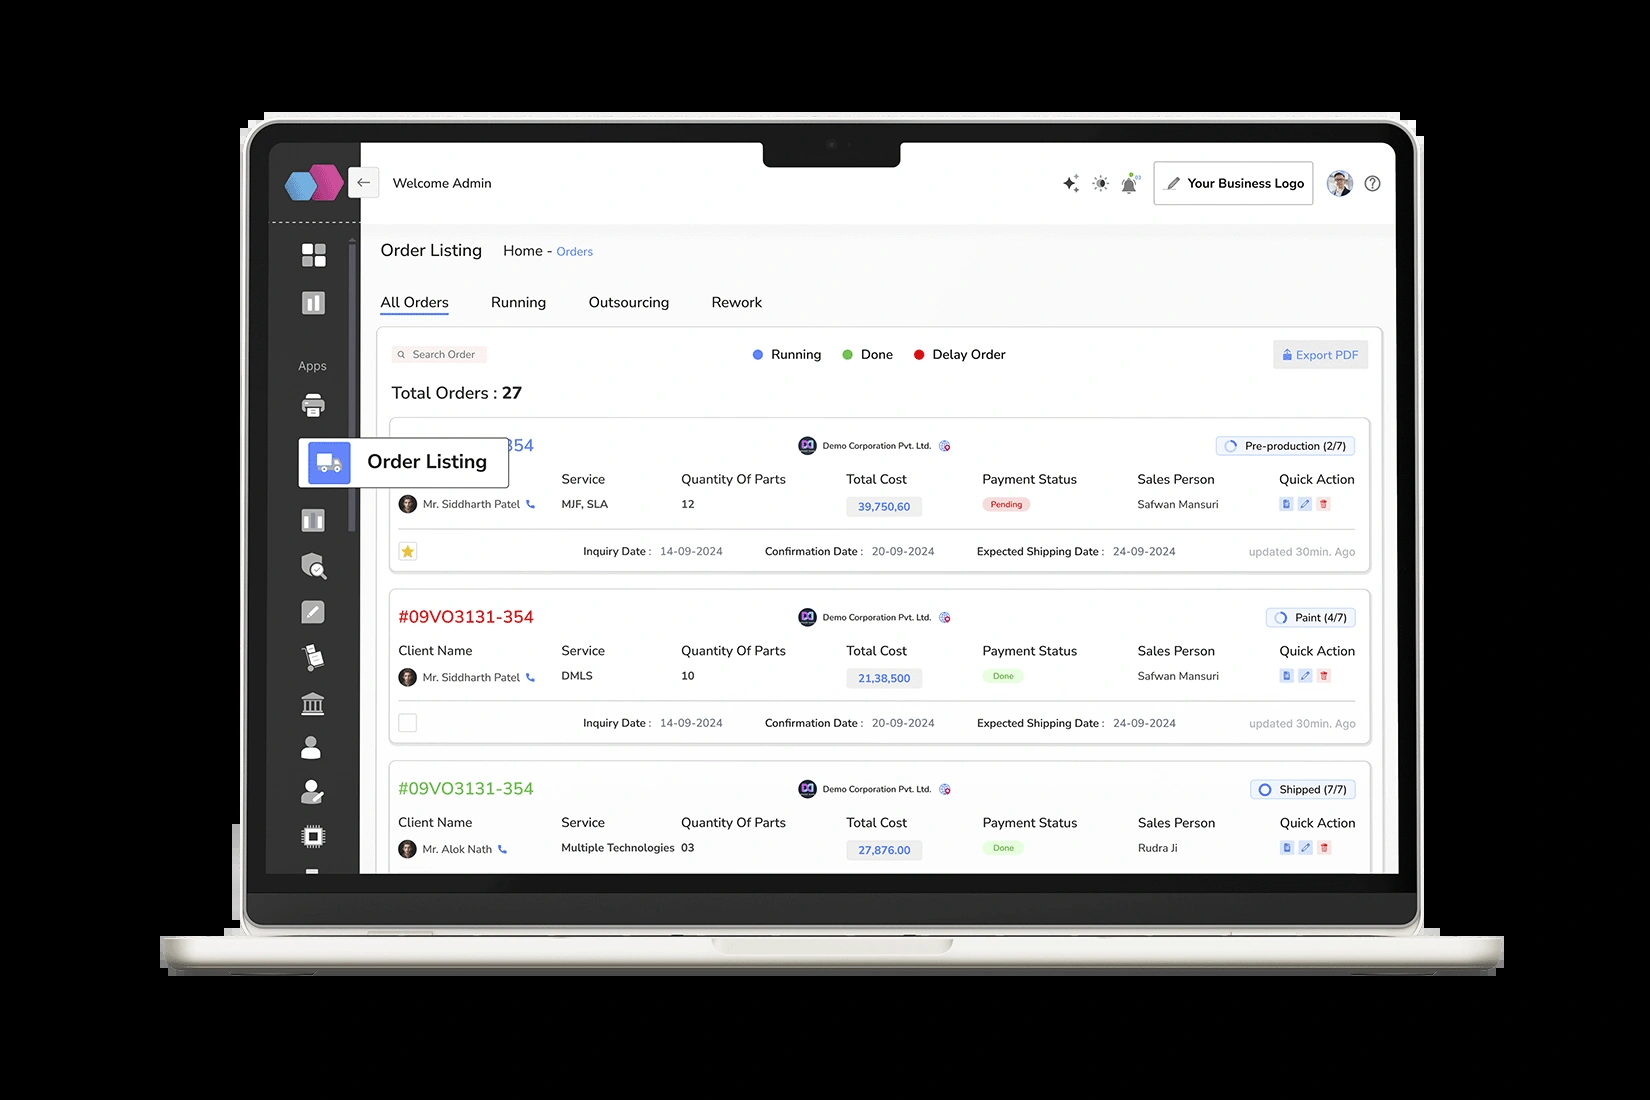 Welcome Admin
03
Your Business Logo
Order Listing Home - Orders
All Orders Running Outsourcing Rework
Search Order
Running Done Delay Order
Export PDF
Total Orders : 27
Apps
354 Demo Corporation Pvt. Ltd. Pre-production (2/7)
Order Listing
Service Quantity Of Parts Total Cost Payment Status Sales Person Quick Action
Mr. Siddharth Patel MJF, SLA 12 39,750,60 Pending Safwan Mansuri
Inquiry Date : 14-09-2024 Confirmation Date : 20-09-2024 Expected Shipping Date : 24-09-2024 updated 30min. Ago
#09VO3131-354 Demo Corporation Pvt. Ltd. Paint (4/7)
Client Name Service Quantity Of Parts Total Cost Payment Status Sales Person Quick Action
Mr. Siddharth Patel DMLS 10 21,38,500 Done Safwan Mansuri
Inquiry Date : 14-09-2024 Confirmation Date : 20-09-2024 Expected Shipping Date : 24-09-2024 updated 30min. Ago
#09VO3131-354 Demo Corporation Pvt. Ltd. Shipped (7/7)
Client Name Service Quantity Of Parts Total Cost Payment Status Sales Person Quick Action
Mr. Alok Nath Multiple Technologies 03 27,876.00 Done Rudra Ji